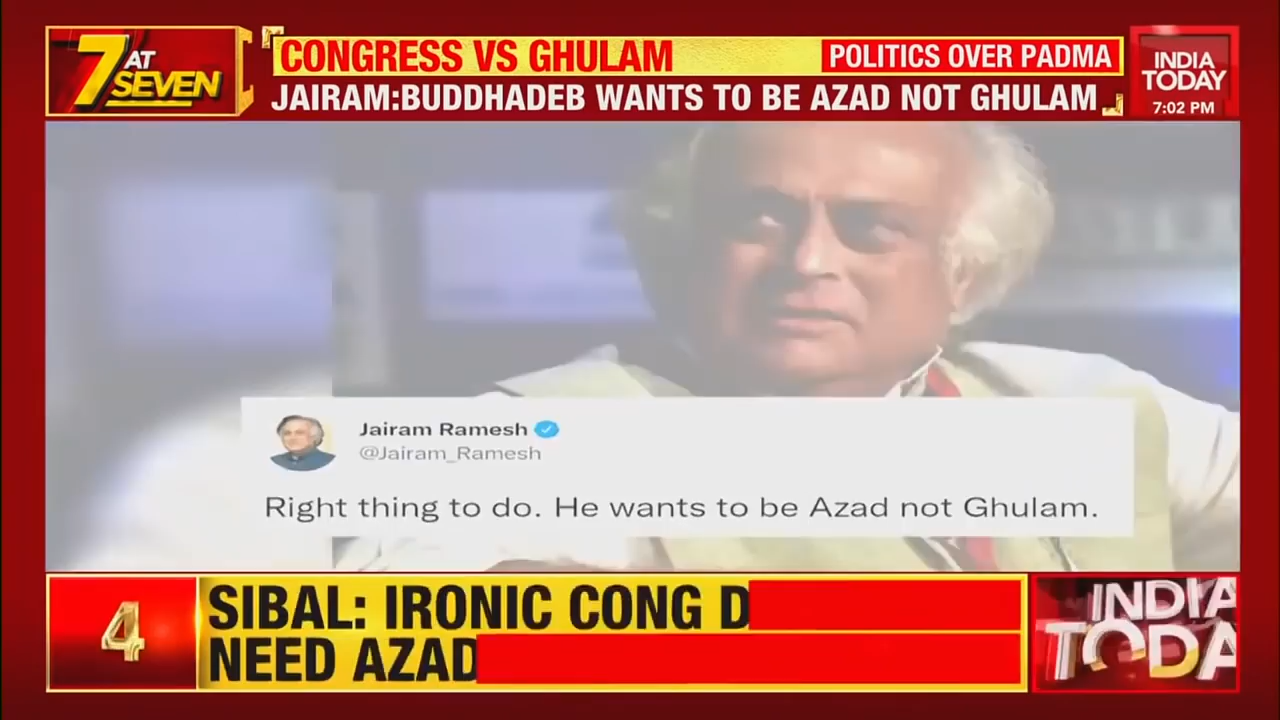 7 AT SEVEN
CONGRESS VS GHULAM
POLITICS OVER PADMA
JAIRAM:BUDDHADEB WANTS TO BE AZAD NOT GHULAM
INDIA
TODAY
7:02 PM
Jairam Ramesh
@Jairam_Ramesh
Right thing to do. He wants to be Azad not Ghulam.
4
SIBAL: IRONIC CONG D
NEED AZAD
INDIA
TODA